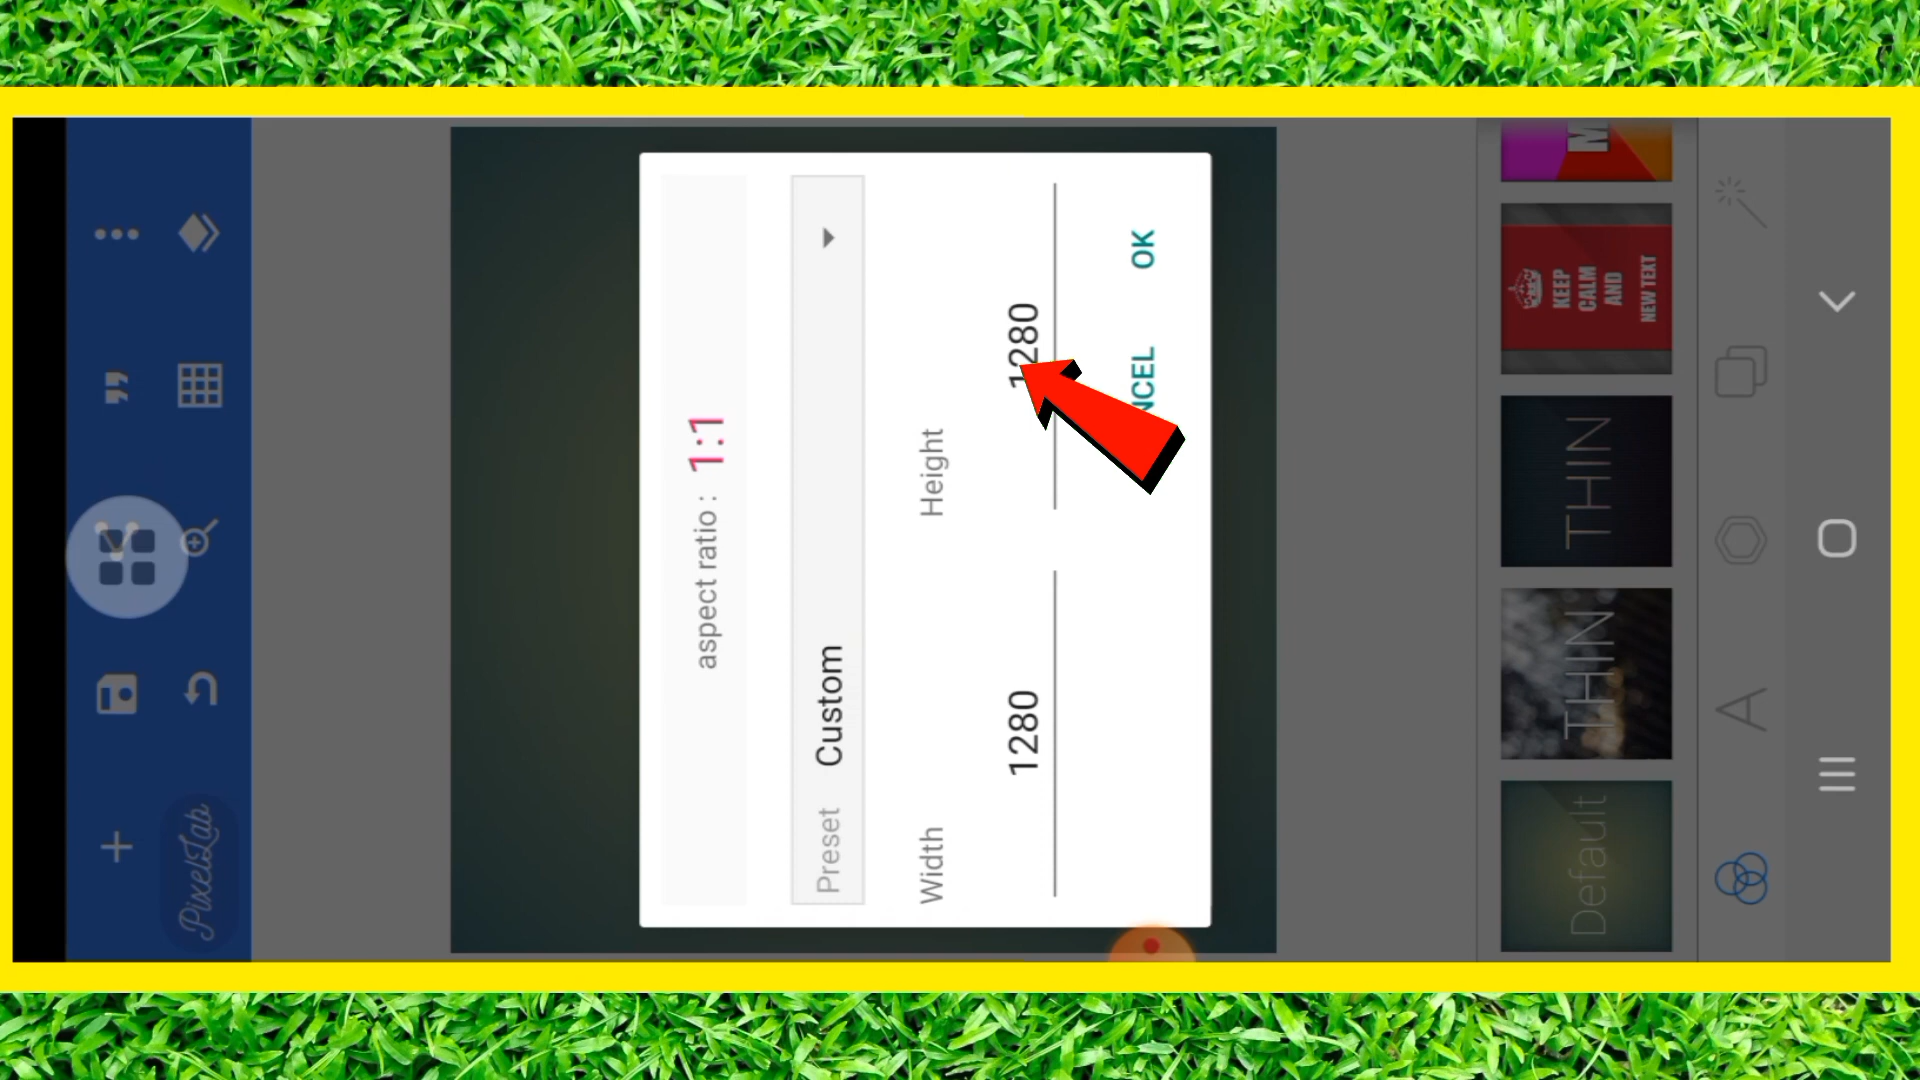 PixelLab
aspect ratio : 1:1
Preset Custom
Width Height
1280 1280
OK
Default
THIN
THIN
KEEP
CALM
AND
NEW TEXT
M